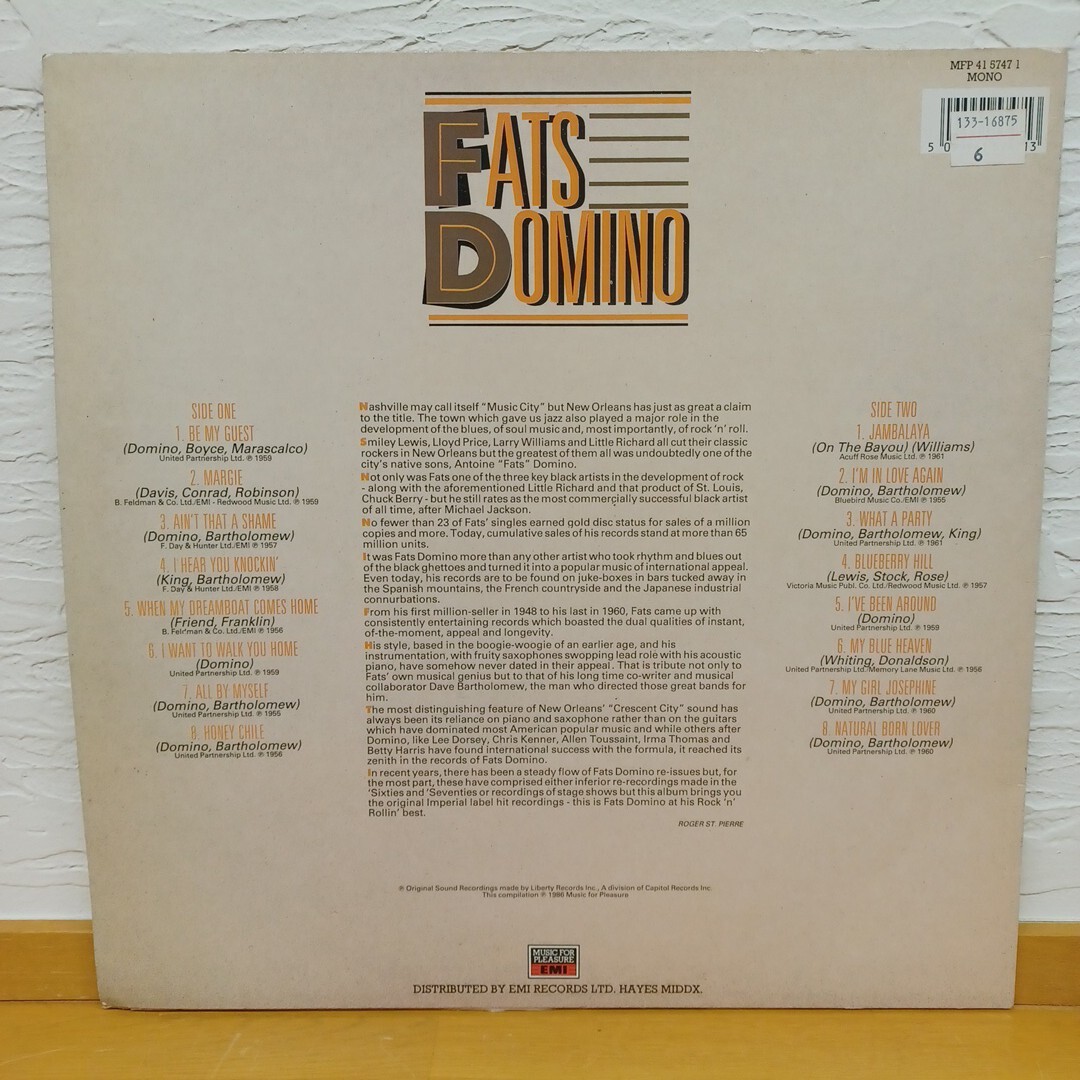 MFP 41 5747 1
MONO
133-16875
5 0 13
6
FATS
DOMINO
SIDE ONE
1. BE MY GUEST
(Domino, Boyce, Marascalco)
United Partnership Ltd. ℗ 1959
2. MARGIE
(Davis, Conrad, Robinson)
B. Feldman & Co. Ltd./EMI - Redwood Music Ltd. ℗ 1959
3. AIN'T THAT A SHAME
(Domino, Bartholomew)
F. Day & Hunter Ltd./EMI ℗ 1957
4. I HEAR YOU KNOCKIN'
(King, Bartholomew)
F. Day & Hunter Ltd./EMI ℗ 1958
5. WHEN MY DREAMBOAT COMES HOME
(Friend, Franklin)
B. Feldman & Co. Ltd./EMI ℗ 1956
6. I WANT TO WALK YOU HOME
(Domino)
United Partnership Ltd. ℗ 1959
7. ALL BY MYSELF
(Domino, Bartholomew)
United Partnership Ltd. ℗ 1955
8. HONEY CHILE
(Domino, Bartholomew)
United Partnership Ltd. ℗ 1956
Nashville may call itself "Music City" but New Orleans has just as great a claim
to the title. The town which gave us jazz also played a major role in the
development of the blues, of soul music and, most importantly, of rock 'n' roll.
Smiley Lewis, Lloyd Price, Larry Williams and Little Richard all cut their classic
rockers in New Orleans but the greatest of them all was undoubtedly one of the
city's native sons, Antoine "Fats" Domino.
Not only was Fats one of the three key black artists in the development of rock
- along with the aforementioned Little Richard and that product of St. Louis,
Chuck Berry - but he still rates as the most commercially successful black artist
of all time, after Michael Jackson.
No fewer than 23 of Fats' singles earned gold disc status for sales of a million
copies and more. Today, cumulative sales of his records stand at more than 65
million units.
It was Fats Domino more than any other artist who took rhythm and blues out
of the black ghettoes and turned it into a popular music of international appeal.
Even today, his records are to be found on juke-boxes in bars tucked away in
the Spanish mountains, the French countryside and the Japanese industrial
connurbations.
From his first million-seller in 1948 to his last in 1960, Fats came up with
consistently entertaining records which boasted the dual qualities of instant,
of-the-moment, appeal and longevity.
His style, based in the boogie-woogie of an earlier age, and his
instrumentation, with fruity saxophones swopping lead role with his acoustic
piano, have somehow never dated in their appeal. That is tribute not only to
Fats' own musical genius but to that of his long time co-writer and musical
collaborator Dave Bartholomew, the man who directed those great bands for
him.
The most distinguishing feature of New Orleans' "Crescent City" sound has
always been its reliance on piano and saxophone rather than on the guitars
which have dominated most American popular music and while others after
Domino, like Lee Dorsey, Chris Kenner, Allen Toussaint, Irma Thomas and
Betty Harris have found international success with the formula, it reached its
zenith in the records of Fats Domino.
In recent years, there has been a steady flow of Fats Domino re-issues but, for
the most part, these have comprised either inferior re-recordings made in the
'Sixties and 'Seventies or recordings of stage shows but this album brings you
the original Imperial label hit recordings - this is Fats Domino at his Rock 'n'
Rollin' best.
ROGER ST. PIERRE
SIDE TWO
1. JAMBALAYA
(On The Bayou) (Williams)
Acuff Rose Music Ltd. ℗ 1961
2. I'M IN LOVE AGAIN
(Domino, Bartholomew)
Bluebird Music Co./EMI ℗ 1955
3. WHAT A PARTY
(Domino, Bartholomew, King)
United Partnership Ltd. ℗ 1961
4. BLUEBERRY HILL
(Lewis, Stock, Rose)
Victoria Music Publ. Co. Ltd./Redwood Music Ltd. ℗ 1957
5. I'VE BEEN AROUND
(Domino)
United Partnership Ltd. ℗ 1959
6. MY BLUE HEAVEN
(Whiting, Donaldson)
United Partnership Ltd./Memory Lane Music Ltd. ℗ 1956
7. MY GIRL JOSEPHINE
(Domino, Bartholomew)
United Partnership Ltd. ℗ 1960
8. NATURAL BORN LOVER
(Domino, Bartholomew)
United Partnership Ltd. ℗ 1960
℗ Original Sound Recordings made by Liberty Records Inc., A division of Capitol Records Inc.
This compilation ℗ 1986 Music for Pleasure
MUSIC FOR
PLEASURE
EMI
DISTRIBUTED BY EMI RECORDS LTD. HAYES MIDDX.